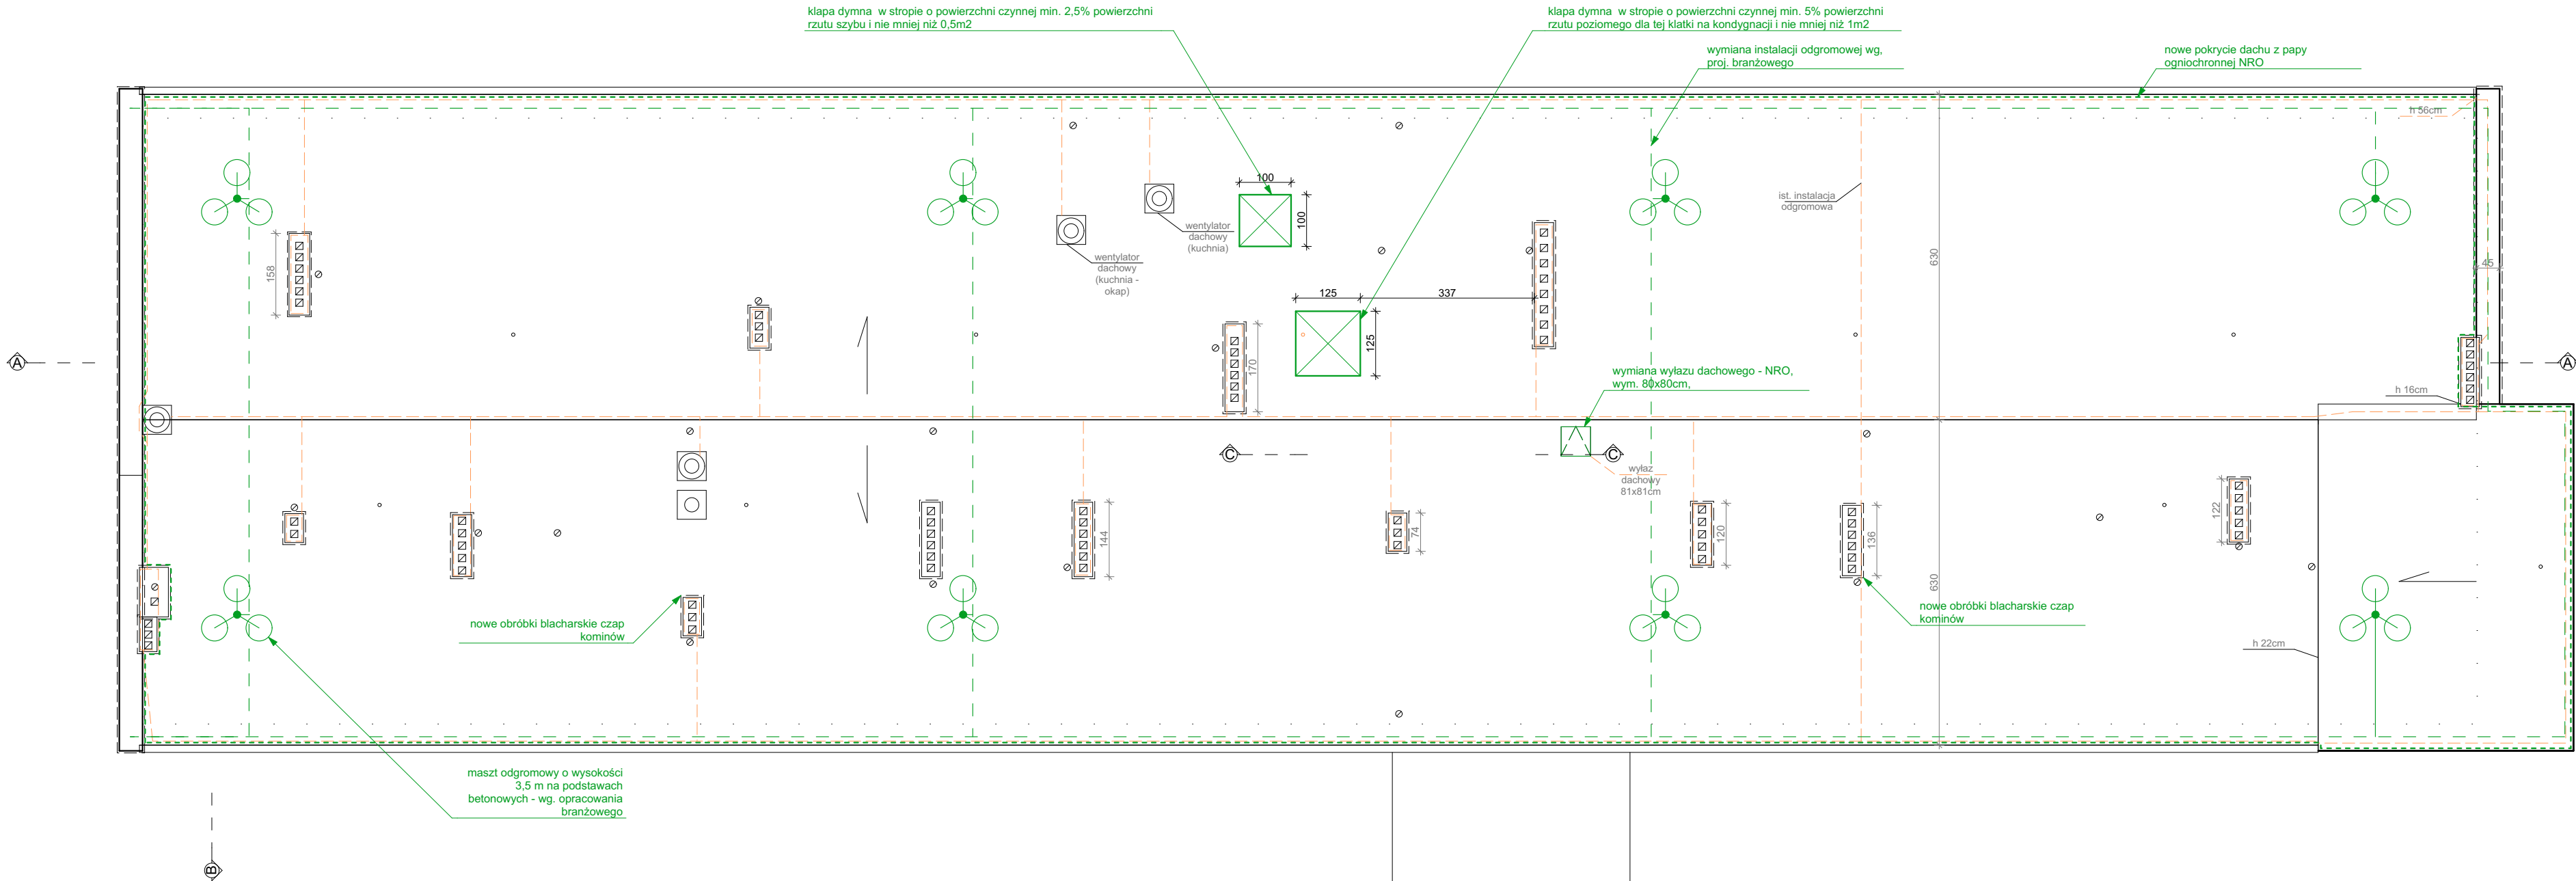 klapa dymna w stropie o powierzchni czynnej min. 2,5% powierzchni
rzutu szybu i nie mniej niż 0,5m2
klapa dymna w stropie o powierzchni czynnej min. 5% powierzchni
rzutu poziomego dla tej klatki na kondygnacji i nie mniej niż 1m2
wymiana instalacji odgromowej wg,
proj. branżowego
nowe pokrycie dachu z papy
ogniochronnej NRO
h 56cm
100
100
ist. instalacja
odgromowa
wentylator
dachowy
(kuchnia)
wentylator
dachowy
(kuchnia -
okap)
158
630
45
125
337
125
170
A
A
wymiana wyłazu dachowego - NRO,
wym. 80x80cm,
h 16cm
C
C
wyłaz
dachowy
81x81cm
144
74
120
136
122
630
nowe obróbki blacharskie czap
kominów
nowe obróbki blacharskie czap
kominów
h 22cm
maszt odgromowy o wysokości
3,5 m na podstawach
betonowych - wg. opracowania
branżowego
B